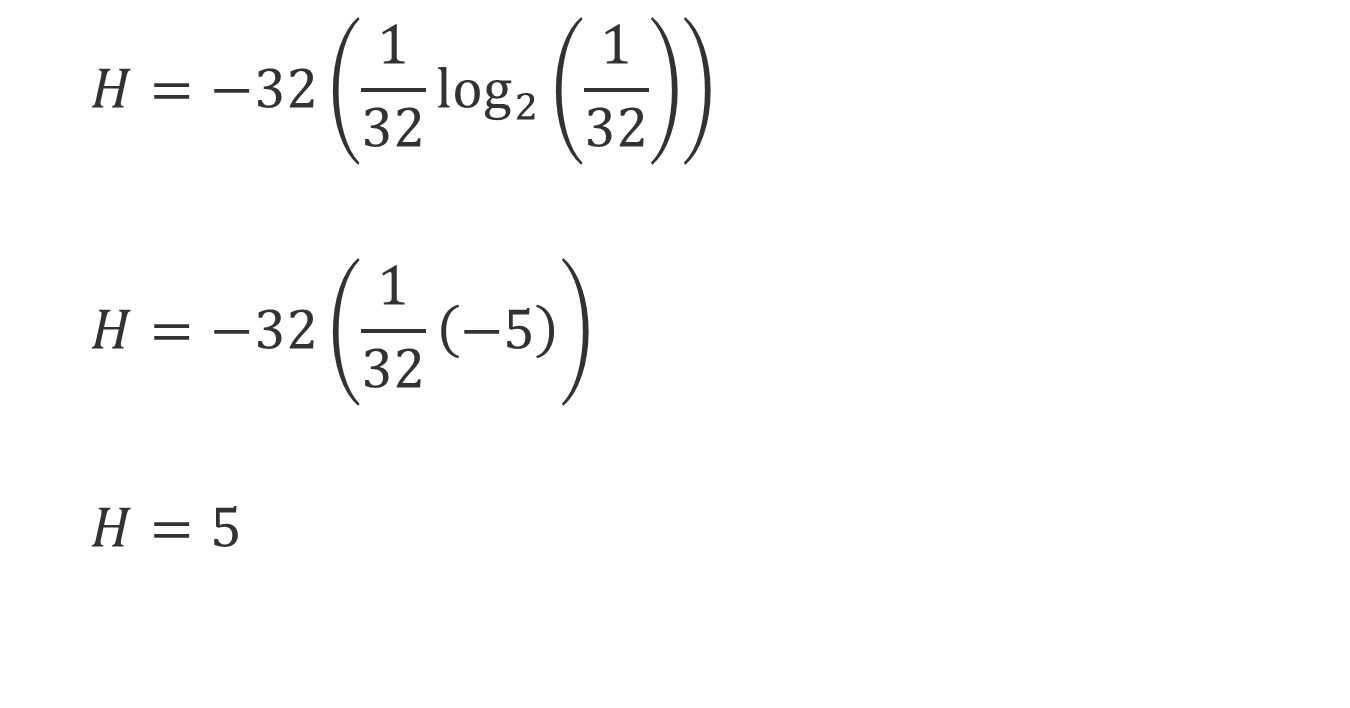 H = −32 (1/32 log₂ (1/32))
H = −32 (1/32 (−5))
H = 5